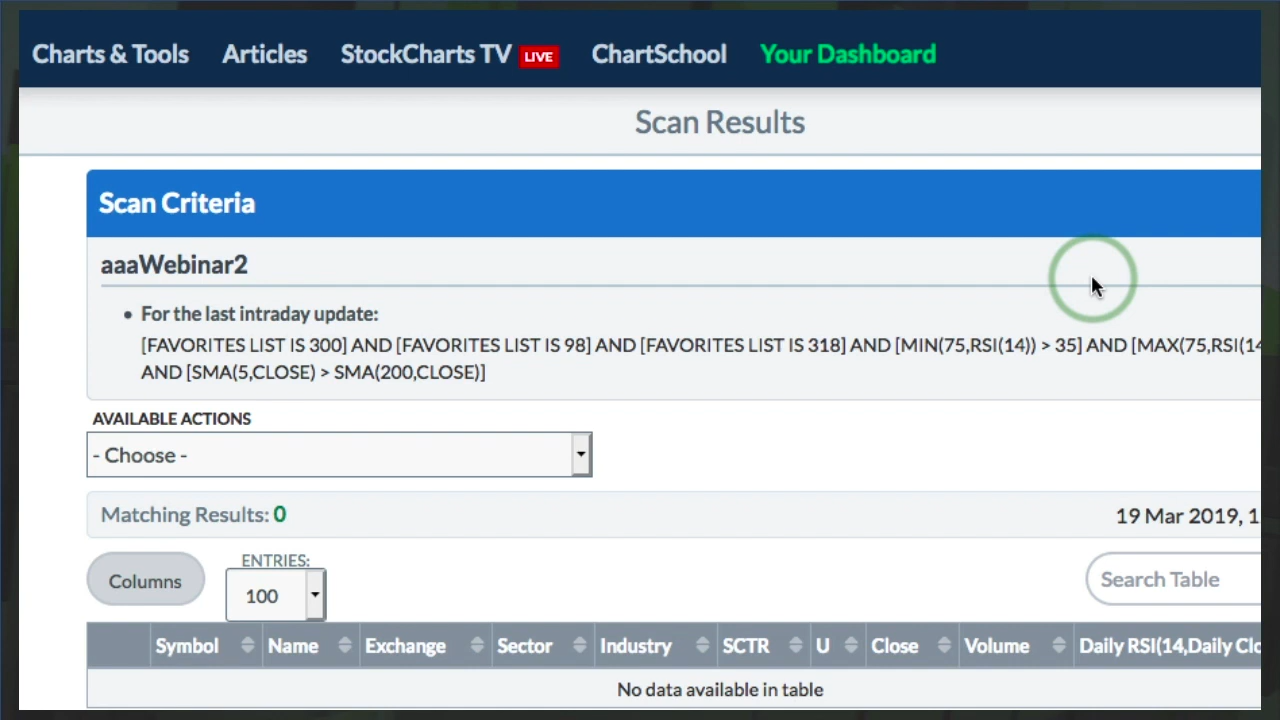 Charts & Tools Articles StockCharts TV LIVE ChartSchool Your Dashboard
Scan Results
Scan Criteria
aaaWebinar2
• For the last intraday update:
[FAVORITES LIST IS 300] AND [FAVORITES LIST IS 98] AND [FAVORITES LIST IS 318] AND [MIN(75,RSI(14)) > 35] AND [MAX(75,RSI(14
AND [SMA(5,CLOSE) > SMA(200,CLOSE)]
AVAILABLE ACTIONS
- Choose -
Matching Results: 0
19 Mar 2019, 1
Columns
ENTRIES:
100
Search Table
Symbol Name Exchange Sector Industry SCTR U Close Volume Daily RSI(14,Daily Clo
No data available in table